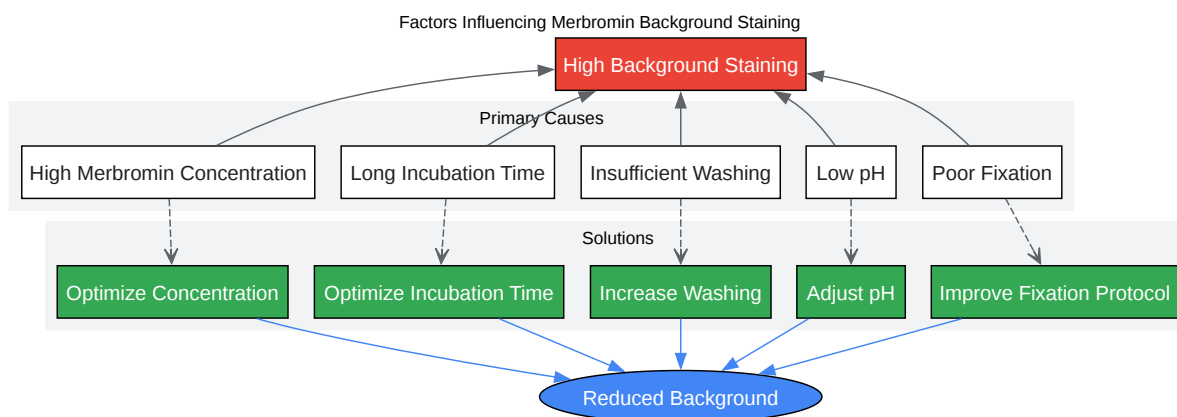 Factors Influencing Merbromin Background Staining
High Background Staining
Primary Causes
High Merbromin Concentration
Long Incubation Time
Insufficient Washing
Low pH
Poor Fixation
Solutions
Optimize Concentration
Optimize Incubation Time
Increase Washing
Adjust pH
Improve Fixation Protocol
Reduced Background